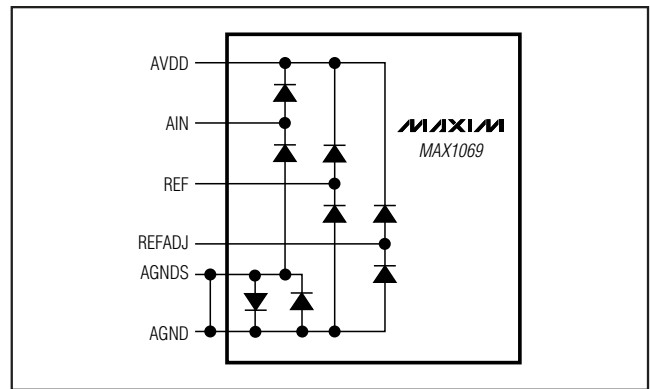 AVDD
AIN
MAXIM
MAX1069
REF
REFADJ
AGNDS
AGND